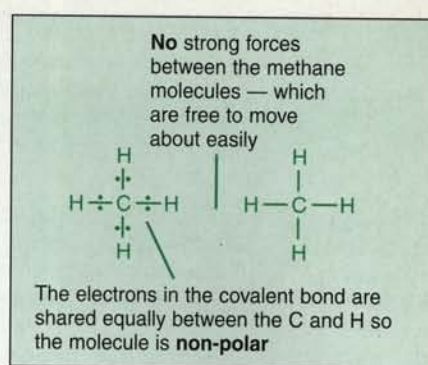 No strong forces
between the methane
molecules — which
are free to move
about easily
H H
H C H H—C—H
H H
The electrons in the covalent bond are
shared equally between the C and H so
the molecule is non-polar